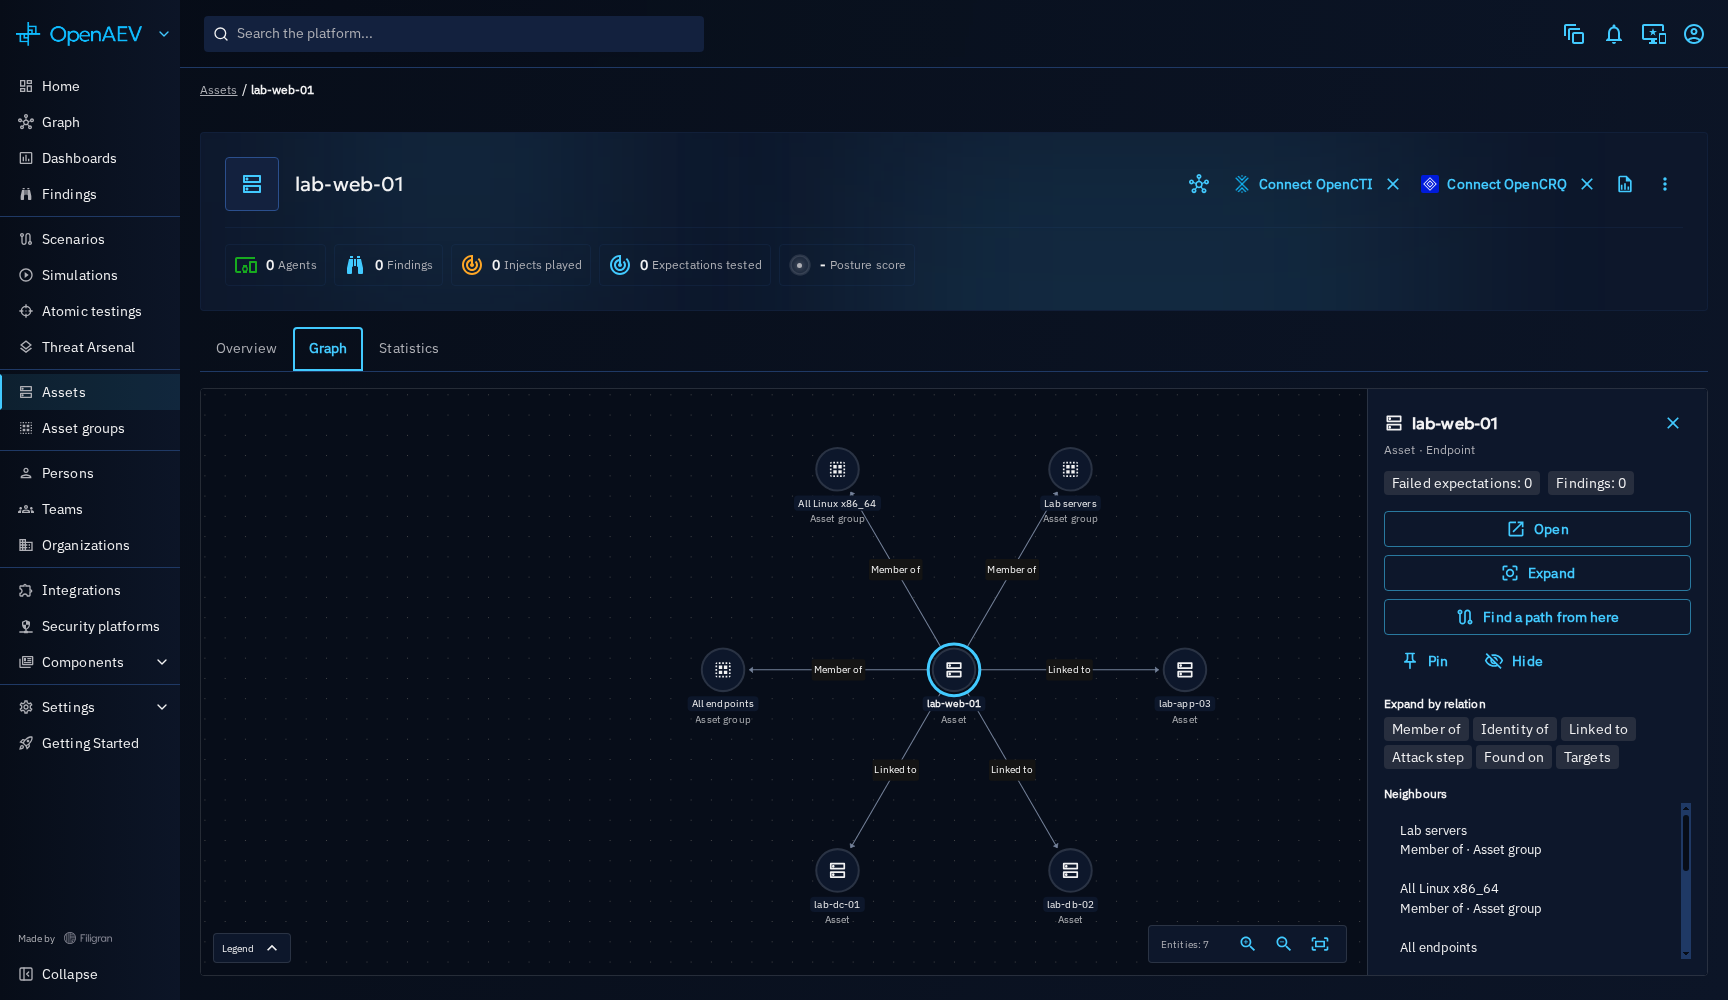 OpenAEV
Search the platform...
Home
Graph
Dashboards
Findings
Scenarios
Simulations
Atomic testings
Threat Arsenal
Assets
Asset groups
Persons
Teams
Organizations
Integrations
Security platforms
Components
Settings
Getting Started
Made by Filigran
Collapse
Assets / lab-web-01
lab-web-01
Connect OpenCTI
Connect OpenCRQ
0 Agents
0 Findings
0 Injects played
0 Expectations tested
- Posture score
Overview
Graph
Statistics
All Linux x86_64
Asset group
Lab servers
Asset group
Member of
Member of
Member of
Linked to
All endpoints
Asset group
lab-web-01
Asset
lab-app-03
Asset
Linked to
Linked to
lab-dc-01
Asset
lab-db-02
Asset
Legend
Entities: 7
lab-web-01
Asset · Endpoint
Failed expectations: 0
Findings: 0
Open
Expand
Find a path from here
Pin
Hide
Expand by relation
Member of
Identity of
Linked to
Attack step
Found on
Targets
Neighbours
Lab servers
Member of · Asset group
All Linux x86_64
Member of · Asset group
All endpoints